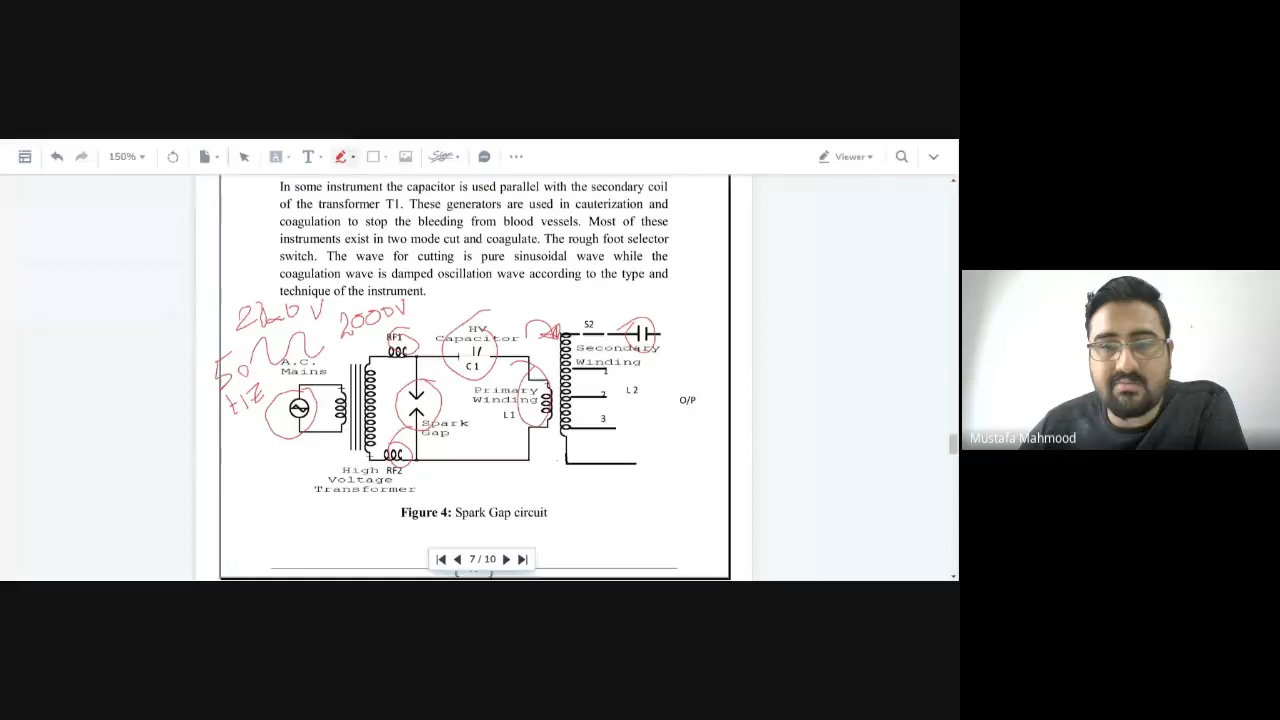 150%
T
Sign
Viewer
In some instrument the capacitor is used parallel with the secondary coil
of the transformer T1. These generators are used in cauterization and
coagulation to stop the bleeding from blood vessels. Most of these
instruments exist in two mode cut and coagulate. The rough foot selector
switch. The wave for cutting is pure sinusoidal wave while the
coagulation wave is damped oscillation wave according to the type and
technique of the instrument.
2000V
50
HZ
A.C.
Mains
RF1
HV
Capacitor
C1
S2
Secondary
Winding
1
Primary
Winding
L1
2
L 2
O/P
3
Spark
Gap
RF2
High
Voltage
Transformer
Figure 4: Spark Gap circuit
7 / 10
Mustafa Mahmood